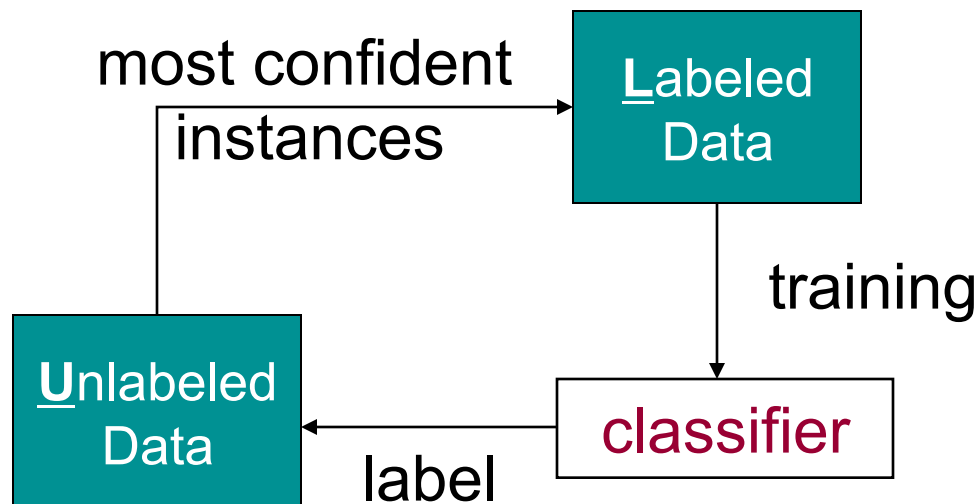 most confident
instances
Labeled
Data
training
Unlabeled
Data
classifier
label